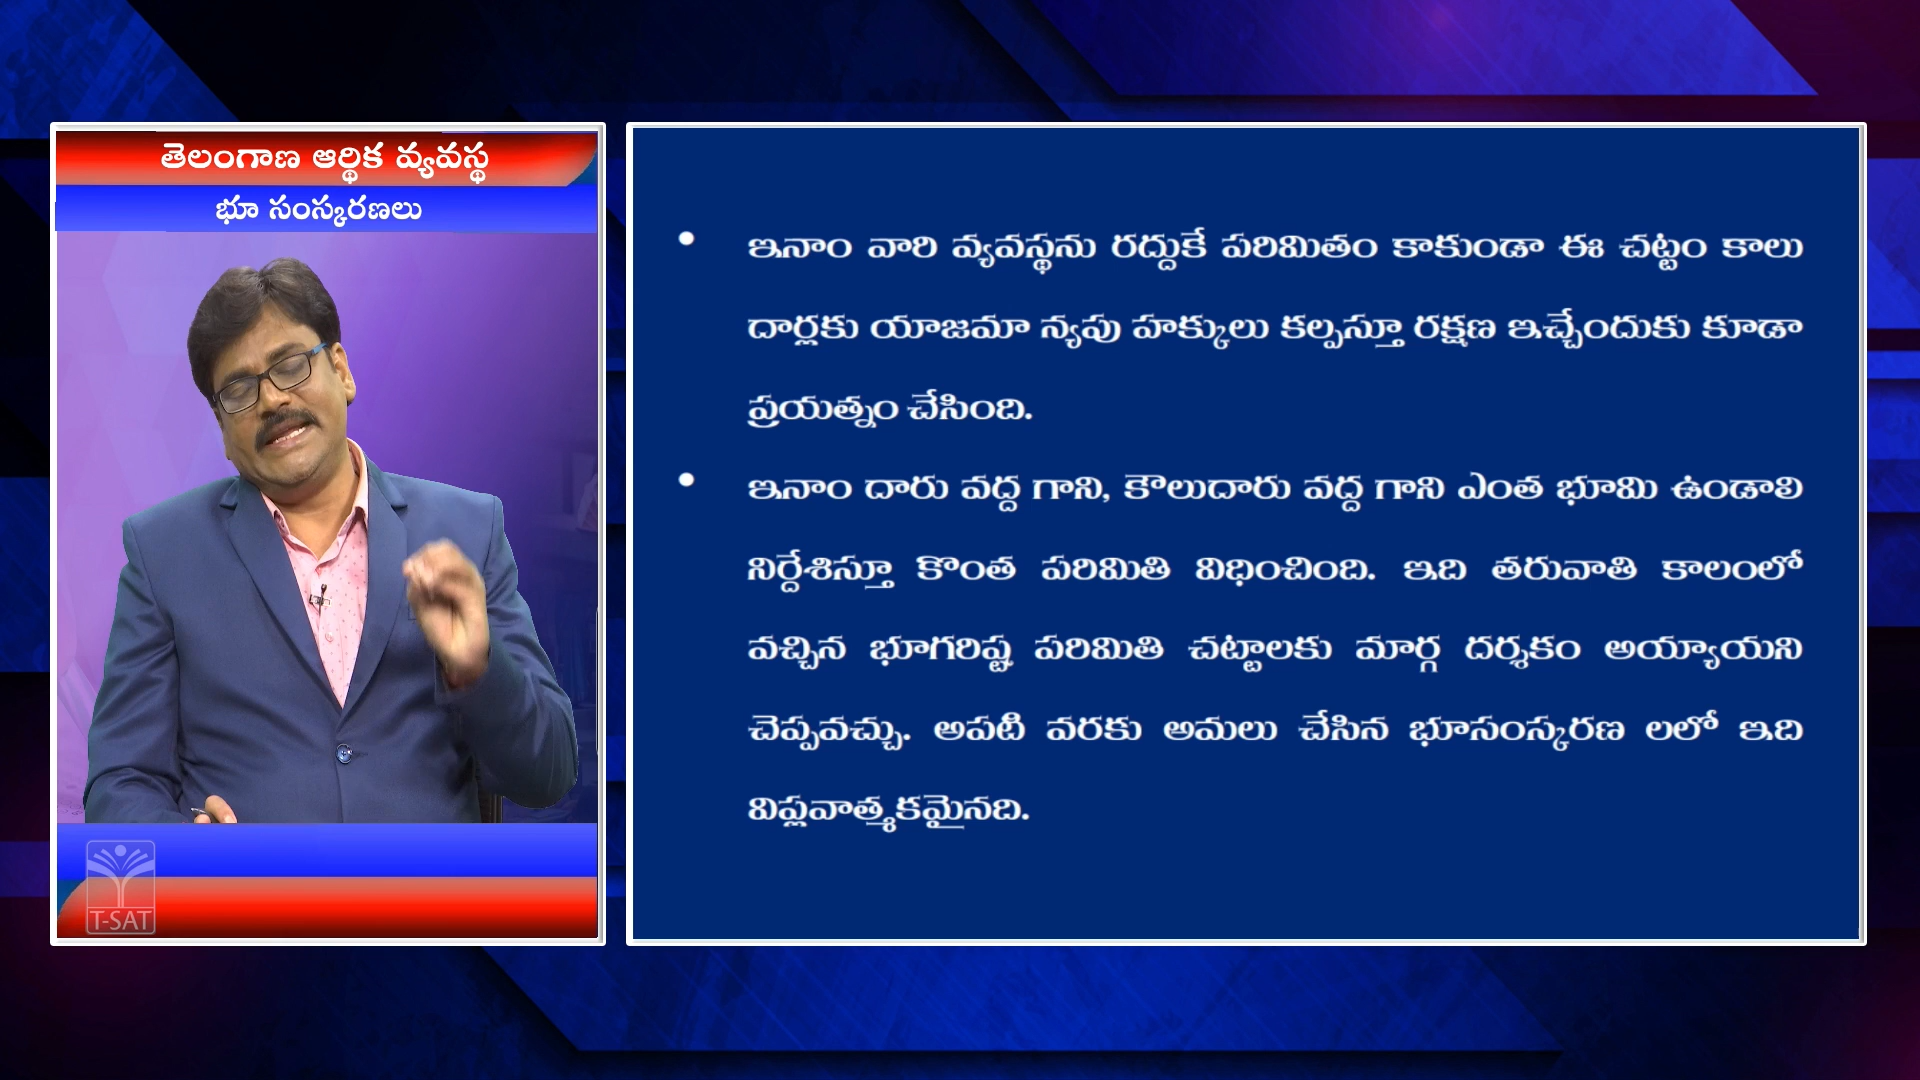 తెలంగాణ ఆర్థిక వ్యవస్థ
భూ సంస్కరణలు
• ఇనాం వారి వ్యవస్థను రద్దుకే పరిమితం కాకుండా ఈ చట్టం కాలు
దార్లకు యాజమా న్యపు హక్కులు కల్పస్తూ రక్షణ ఇచ్చేందుకు కూడా
ప్రయత్నం చేసింది.
• ఇనాం దారు వద్ద గాని, కౌలుదారు వద్ద గాని ఎంత భూమి ఉండాలి
నిర్దేశిస్తూ కొంత పరిమితి విధించింది. ఇది తరువాతి కాలంలో
వచ్చిన భూగరిష్ట పరిమితి చట్టాలకు మార్గ దర్శకం అయ్యాయని
చెప్పవచ్చు. అపటి వరకు అమలు చేసిన భూసంస్కరణ లలో ఇది
విప్లవాత్మకమైనది.
T-SAT